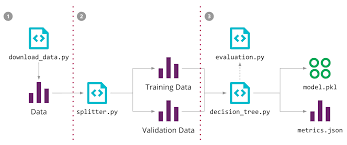 1
2
3
download_data.py
evaluation.py
Training Data
model.pkl
Data
splitter.py
decision_tree.py
Validation Data
metrics.json